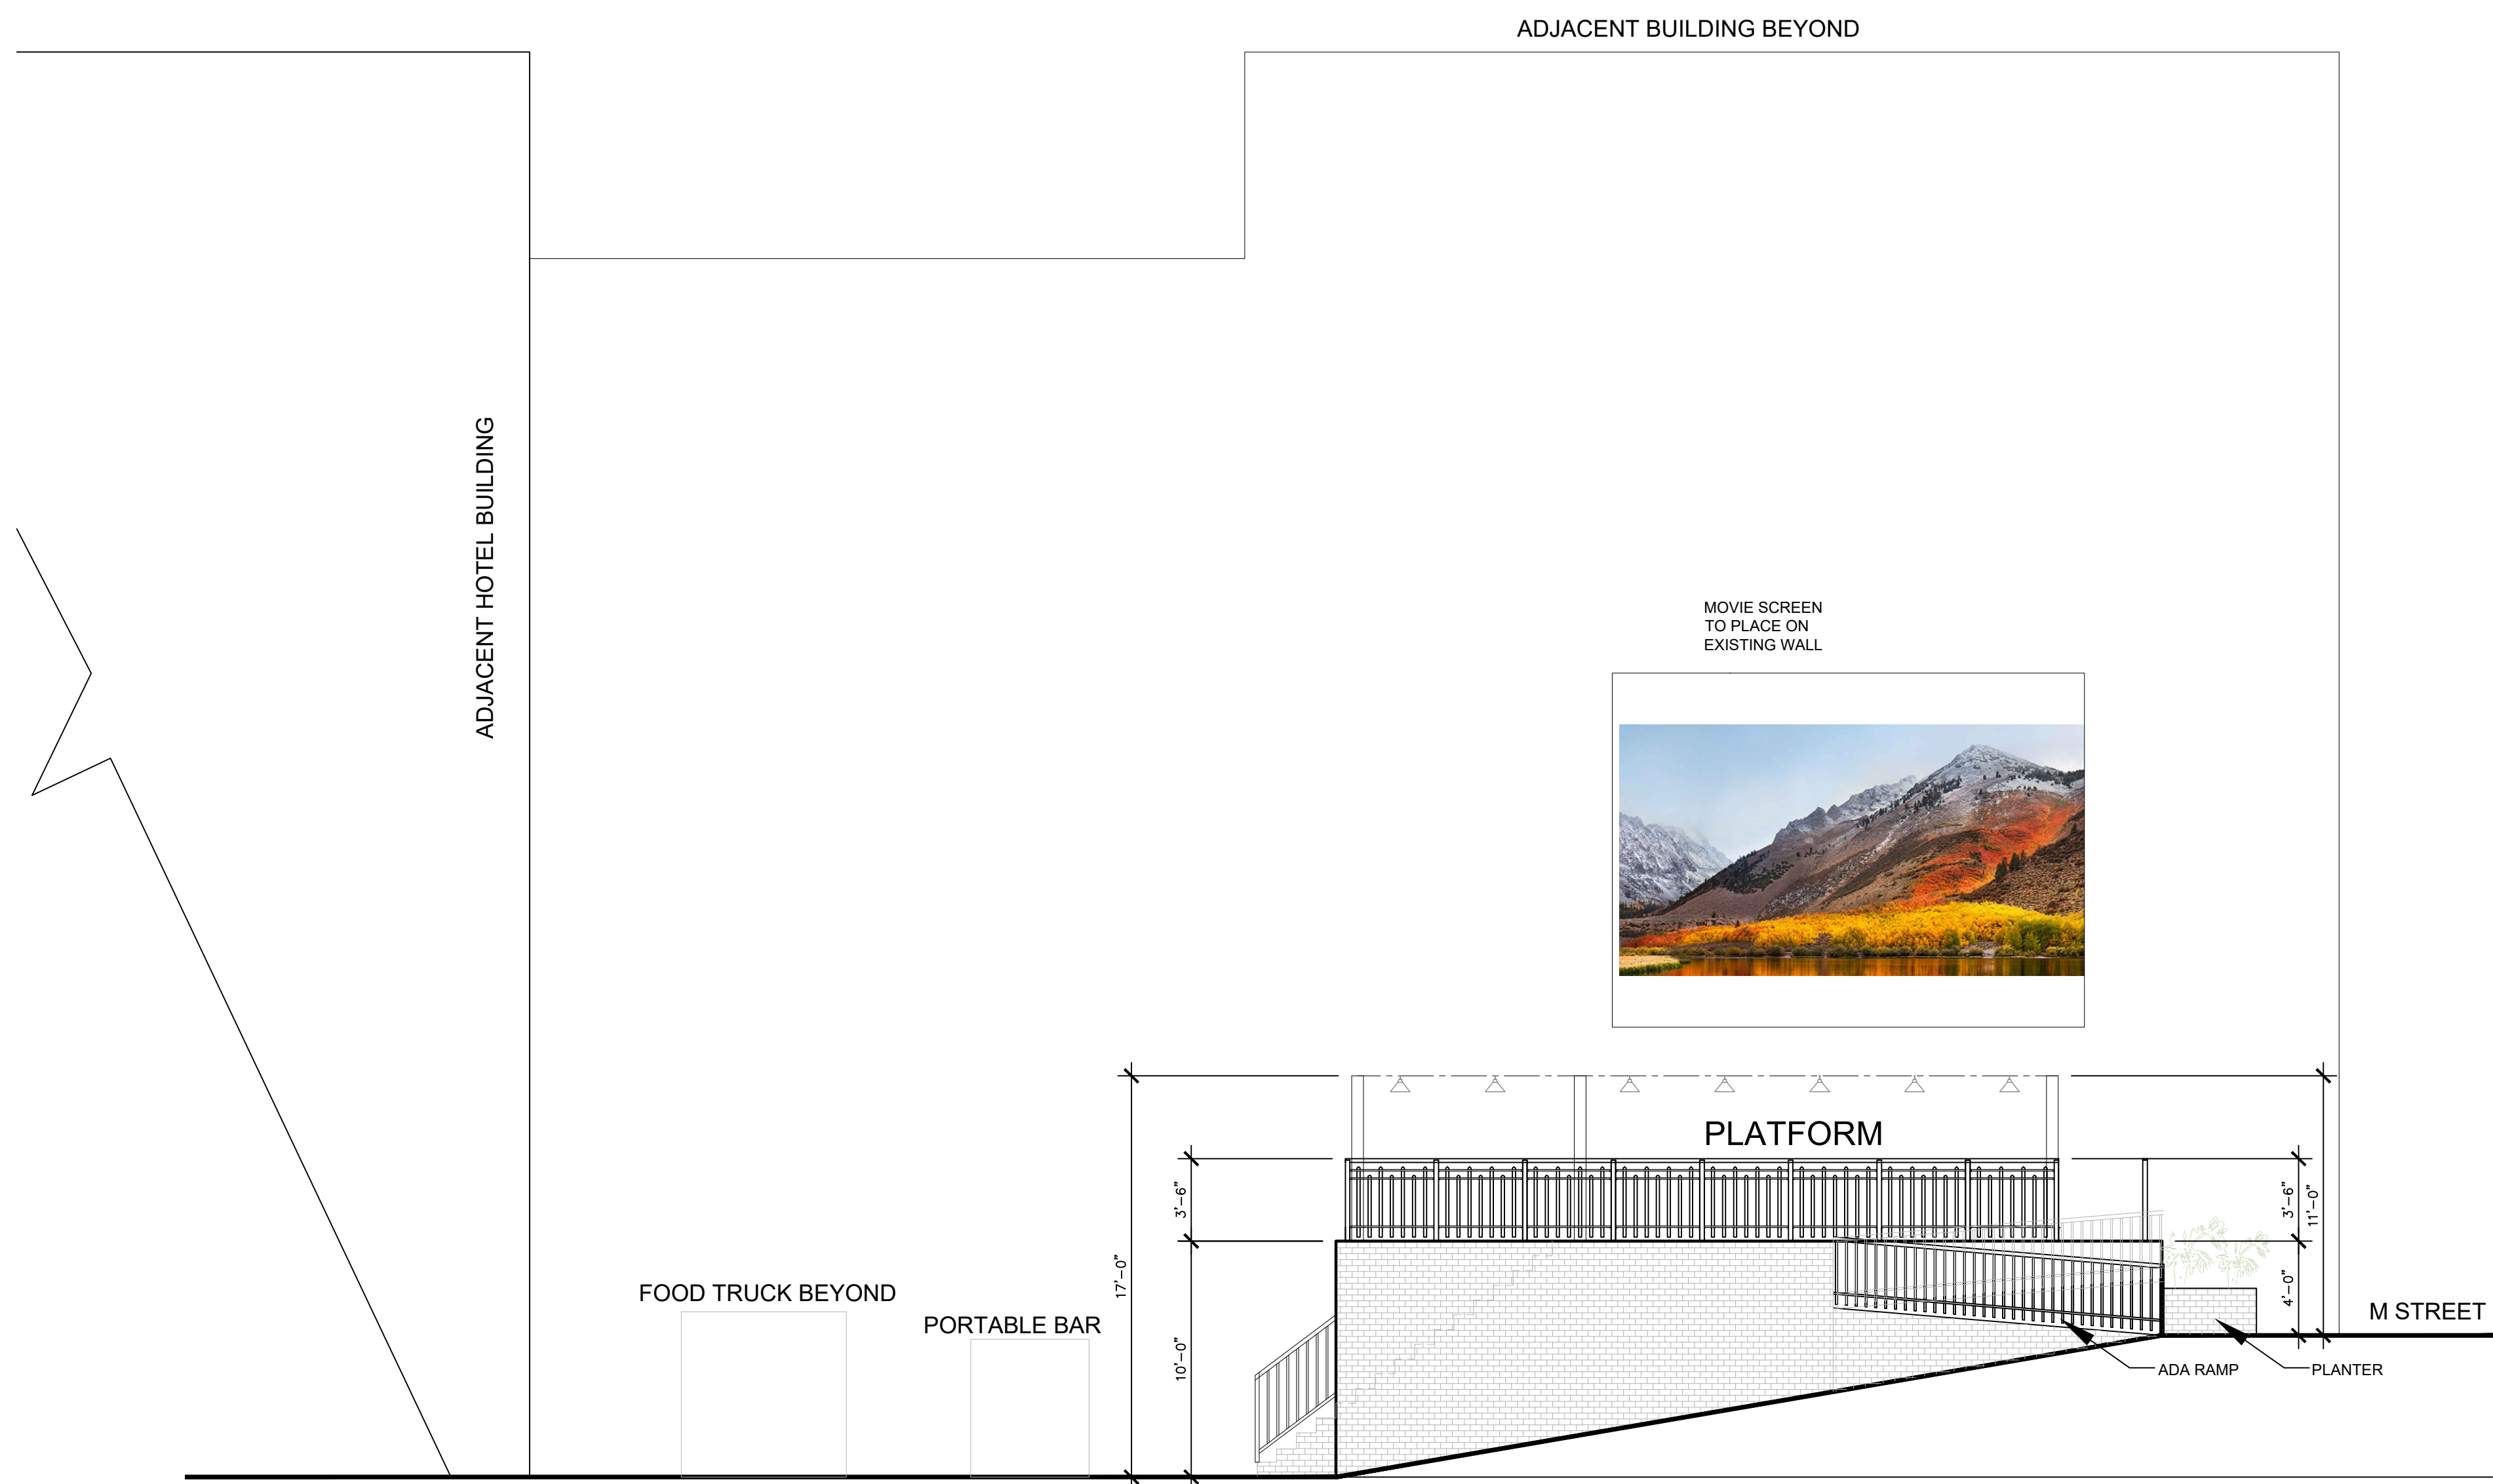 ADJACENT BUILDING BEYOND
ADJACENT HOTEL BUILDING
MOVIE SCREEN
TO PLACE ON
EXISTING WALL
PLATFORM
3'-6"
17'-0"
10'-0"
3'-6"
11'-0"
4'-0"
FOOD TRUCK BEYOND
PORTABLE BAR
M STREET
ADA RAMP
PLANTER